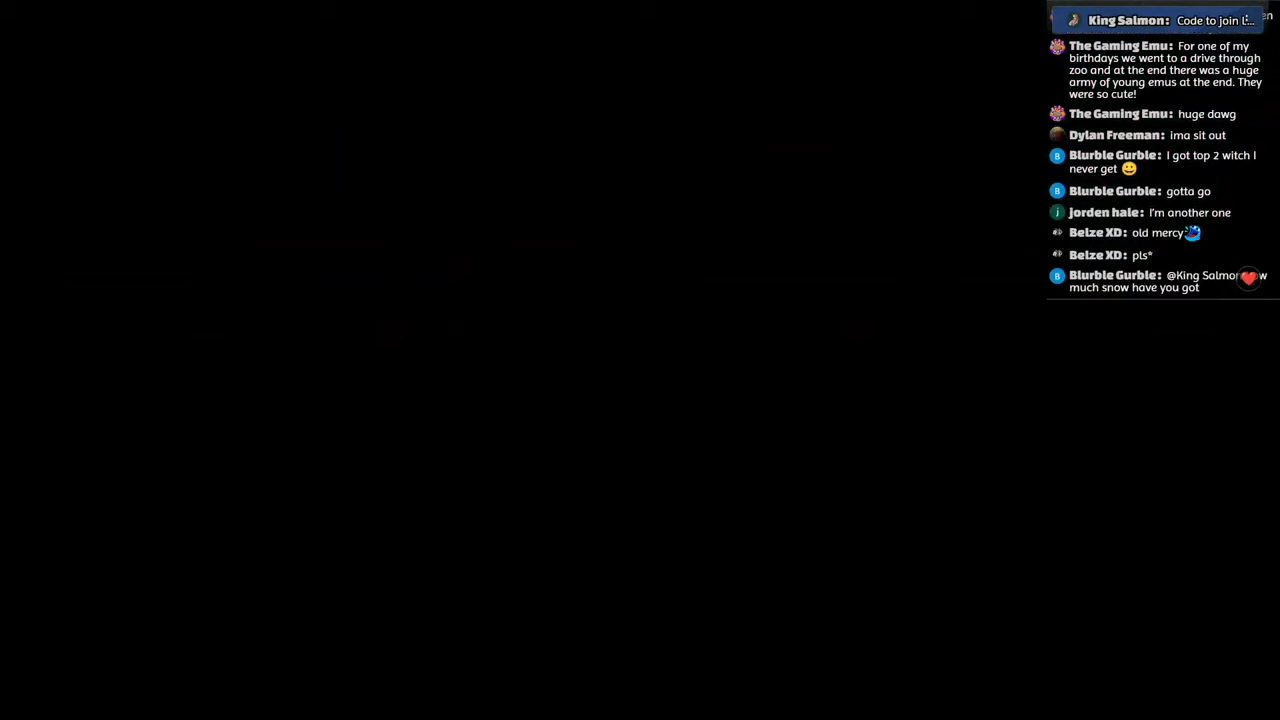 King Salmon: Code to join L...
en
The Gaming Emu: For one of my
birthdays we went to a drive through
zoo and at the end there was a huge
army of young emus at the end. They
were so cute!
The Gaming Emu: huge dawg
Dylan Freeman: ima sit out
Blurble Gurble: I got top 2 witch I
never get 😀
Blurble Gurble: gotta go
jorden hale: I'm another one
Belze XD: old mercy
Belze XD: pls*
Blurble Gurble: @King Salmon
much snow have you got